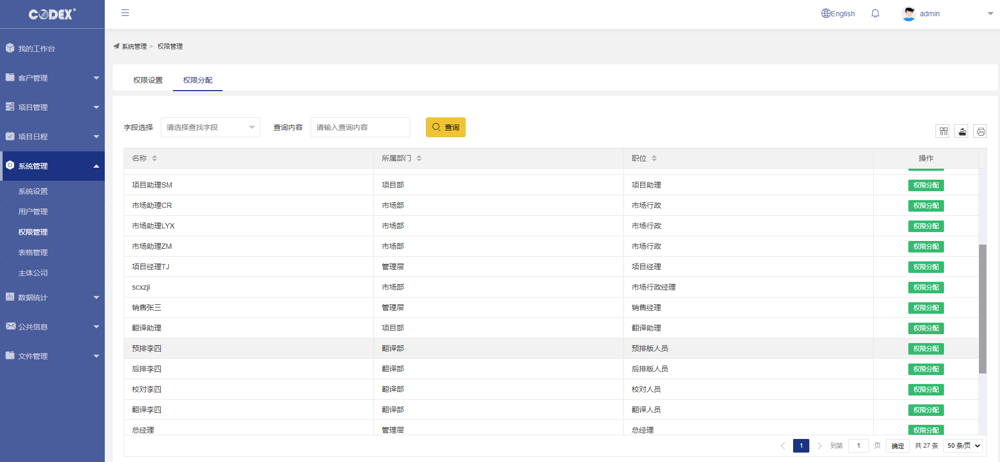 CODEX®
English
admin
我的工作台
客户管理
项目管理
项目日程
系统管理
系统设置
用户管理
权限管理
表格管理
主体公司
数据统计
公共信息
文件管理
系统管理 > 权限管理
权限设置 权限分配
字段选择 请选择查找字段 查询内容 请输入查询内容 查询
名称 所属部门 职位 操作
项目助理SM 项目部 项目助理 权限分配
市场助理CR 市场部 市场行政 权限分配
市场助理LYX 市场部 市场行政 权限分配
市场助理ZM 市场部 市场行政 权限分配
项目经理TJ 管理层 项目经理 权限分配
scxzjl 市场部 市场行政经理 权限分配
销售张三 管理层 销售经理 权限分配
翻译助理 项目部 翻译助理 权限分配
预排李四 翻译部 预排版人员 权限分配
后排李四 翻译部 后排版人员 权限分配
校对李四 翻译部 校对人员 权限分配
翻译李四 翻译部 翻译人员 权限分配
总经理 管理层 总经理 权限分配
1 到第 1 页 确定 共 27 条 50 条/页